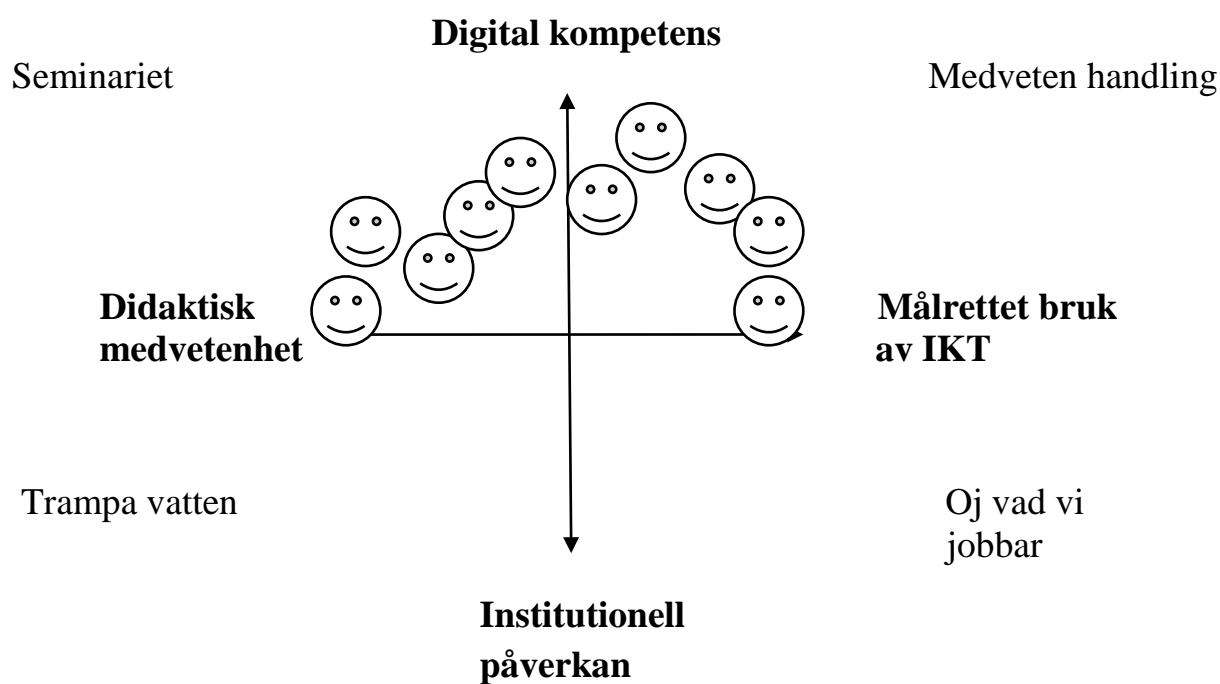 Digital kompetens
Seminariet
Medveten handling
Didaktisk
medvetenhet
Målrettet bruk
av IKT
Trampa vatten
Oj vad vi
jobbar
Institutionell
påverkan